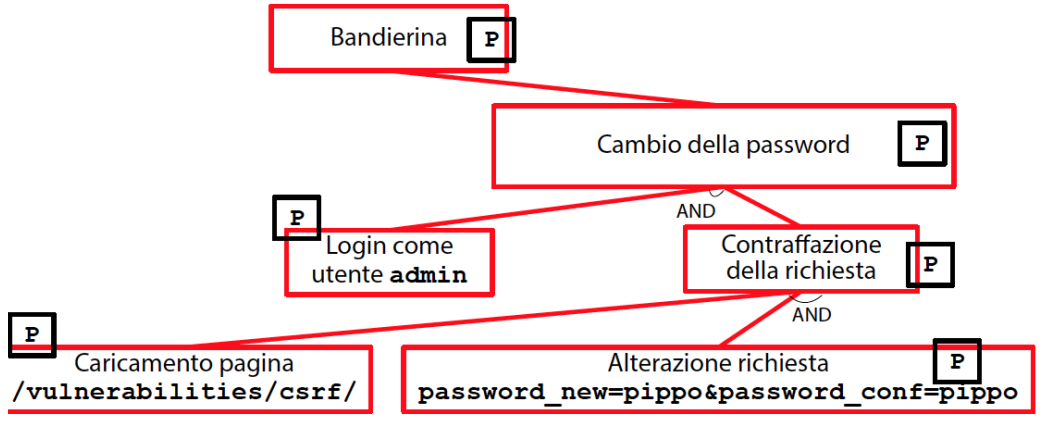 Bandierina P
Cambio della password P
AND
P
Login come
utente admin
Contraffazione
della richiesta P
AND
P
Caricamento pagina
/vulnerabilities/csrf/
Alterazione richiesta P
password_new=pippo&password_conf=pippo